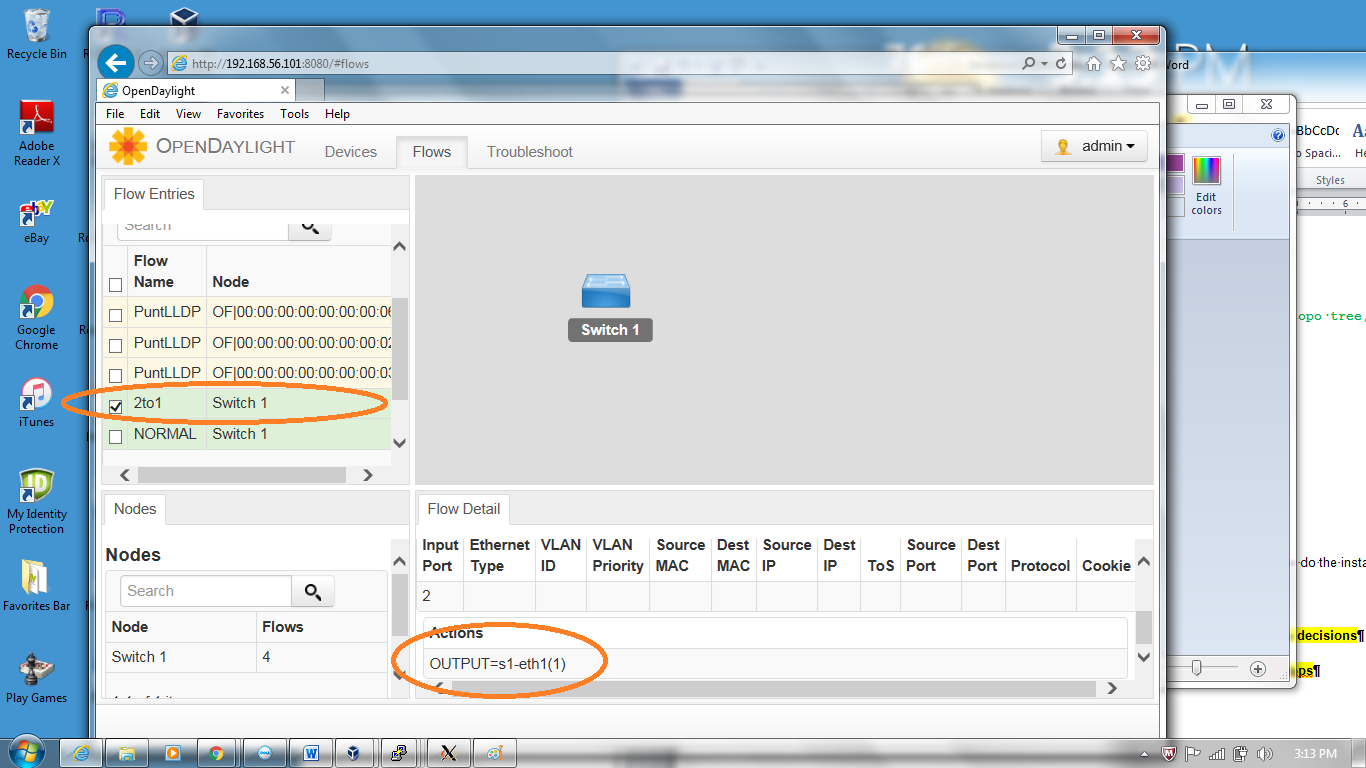 Recycle Bin
Adobe
Reader X
eBay
Google
Chrome
iTunes
My Identity
Protection
Favorites Bar
Play Games
http://192.168.56.101:8080/#flows
OpenDaylight
File Edit View Favorites Tools Help
OPENDAYLIGHT Devices Flows Troubleshoot admin
Flow Entries
Search
Flow
Name Node
PuntLLDP OF|00:00:00:00:00:00:00:06
PuntLLDP OF|00:00:00:00:00:00:00:02
PuntLLDP OF|00:00:00:00:00:00:00:03
2to1 Switch 1
NORMAL Switch 1
Switch 1
Nodes
Nodes
Search
Node Flows
Switch 1 4
Flow Detail
Input
Port
Ethernet
Type
VLAN
ID
VLAN
Priority
Source
MAC
Dest
MAC
Source
IP
Dest
IP
ToS
Source
Port
Dest
Port
Protocol
Cookie
2
Actions
OUTPUT=s1-eth1(1)
Word
PM
Edit
colors
BbCcDc
o Spaci... He
Styles
6
opo tree,
do the insta
decisions¶
ps¶
3:13 PM